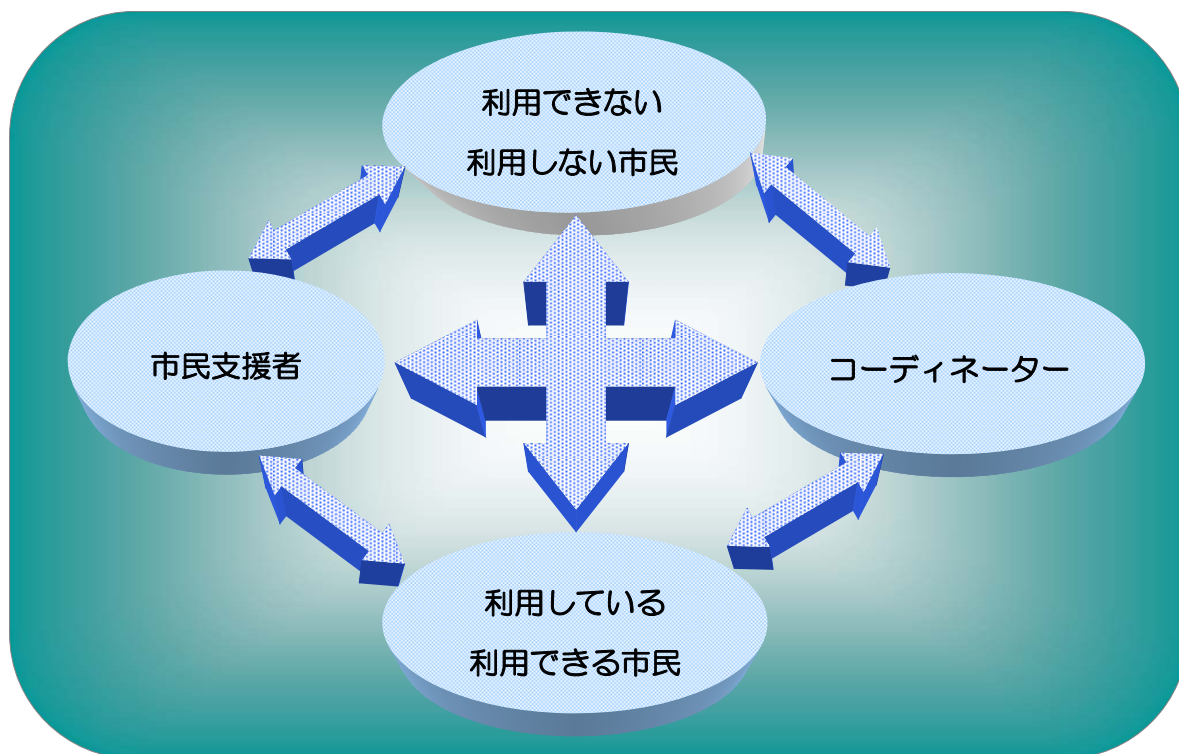 利用できない
利用しない市民
市民支援者
コーディネーター
利用している
利用できる市民